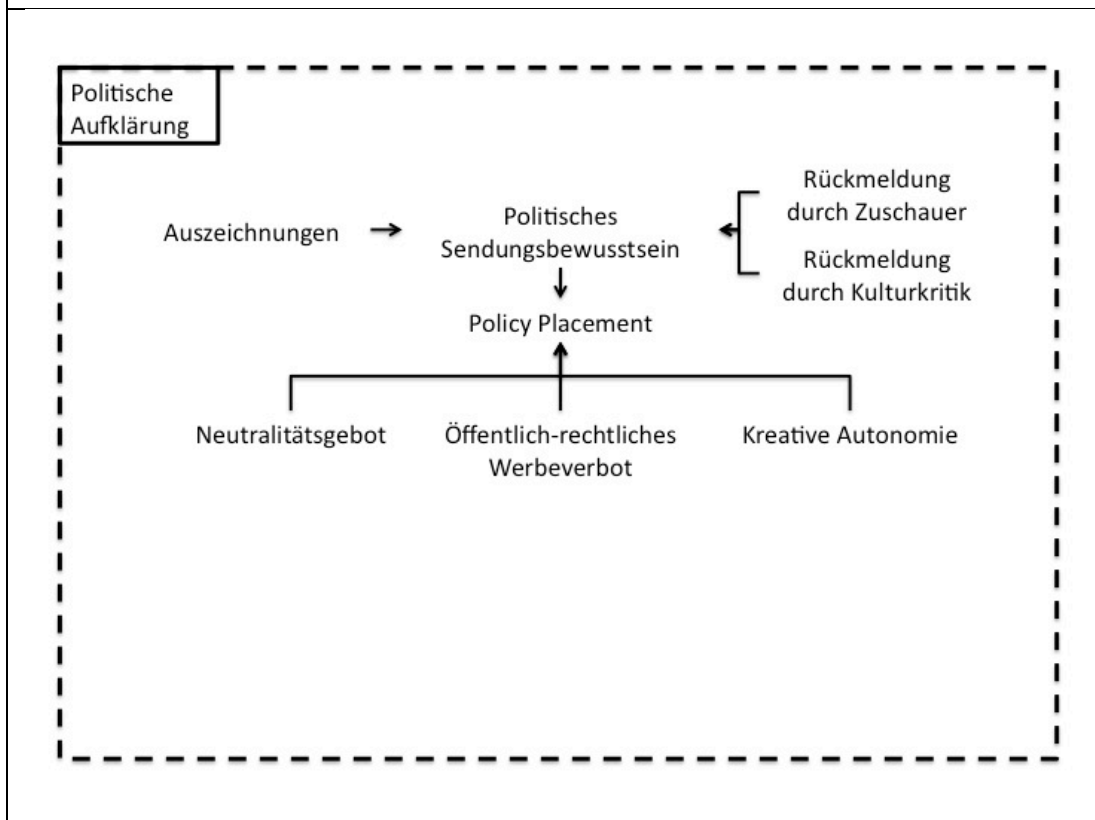 Politische
Aufklärung
Auszeichnungen
Politisches
Sendungsbewusstsein
Rückmeldung
durch Zuschauer
Rückmeldung
durch Kulturkritik
Policy Placement
Neutralitätsgebot
Öffentlich-rechtliches
Werbeverbot
Kreative Autonomie